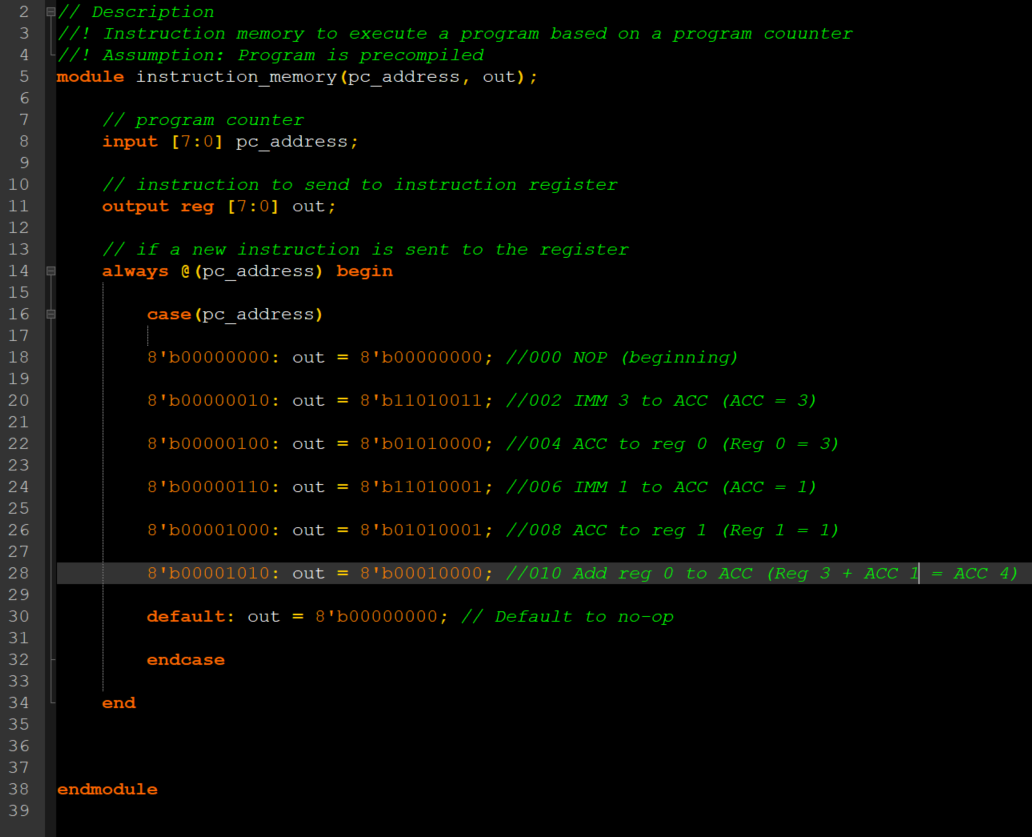 2 // Description
3 //! Instruction memory to execute a program based on a program couunter
4 //! Assumption: Program is precompiled
5 module instruction_memory(pc_address, out);
6
7 // program counter
8 input [7:0] pc_address;
9
10 // instruction to send to instruction register
11 output reg [7:0] out;
12
13 // if a new instruction is sent to the register
14 always @(pc_address) begin
15
16 case(pc_address)
17
18 8'b00000000: out = 8'b00000000; //000 NOP (beginning)
19
20 8'b00000010: out = 8'b11010011; //002 IMM 3 to ACC (ACC = 3)
21
22 8'b00000100: out = 8'b01010000; //004 ACC to reg 0 (Reg 0 = 3)
23
24 8'b00000110: out = 8'b11010001; //006 IMM 1 to ACC (ACC = 1)
25
26 8'b00001000: out = 8'b01010001; //008 ACC to reg 1 (Reg 1 = 1)
27
28 8'b00001010: out = 8'b00010000; //010 Add reg 0 to ACC (Reg 3 + ACC 1 = ACC 4)
29
30 default: out = 8'b00000000; // Default to no-op
31
32 endcase
33
34 end
35
36
37
38 endmodule
39